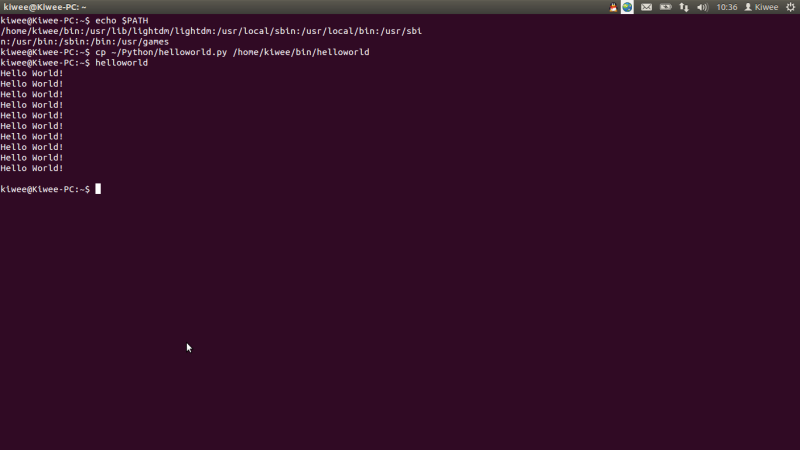 kiwee@Kiwee-PC: ~
10:36 Kiwee
kiwee@Kiwee-PC:~$ echo $PATH
/home/kiwee/bin:/usr/lib/lightdm/lightdm:/usr/local/sbin:/usr/local/bin:/usr/sbi
n:/usr/bin:/sbin:/bin:/usr/games
kiwee@Kiwee-PC:~$ cp ~/Python/helloworld.py /home/kiwee/bin/helloworld
kiwee@Kiwee-PC:~$ helloworld
Hello World!
Hello World!
Hello World!
Hello World!
Hello World!
Hello World!
Hello World!
Hello World!
Hello World!
Hello World!
kiwee@Kiwee-PC:~$